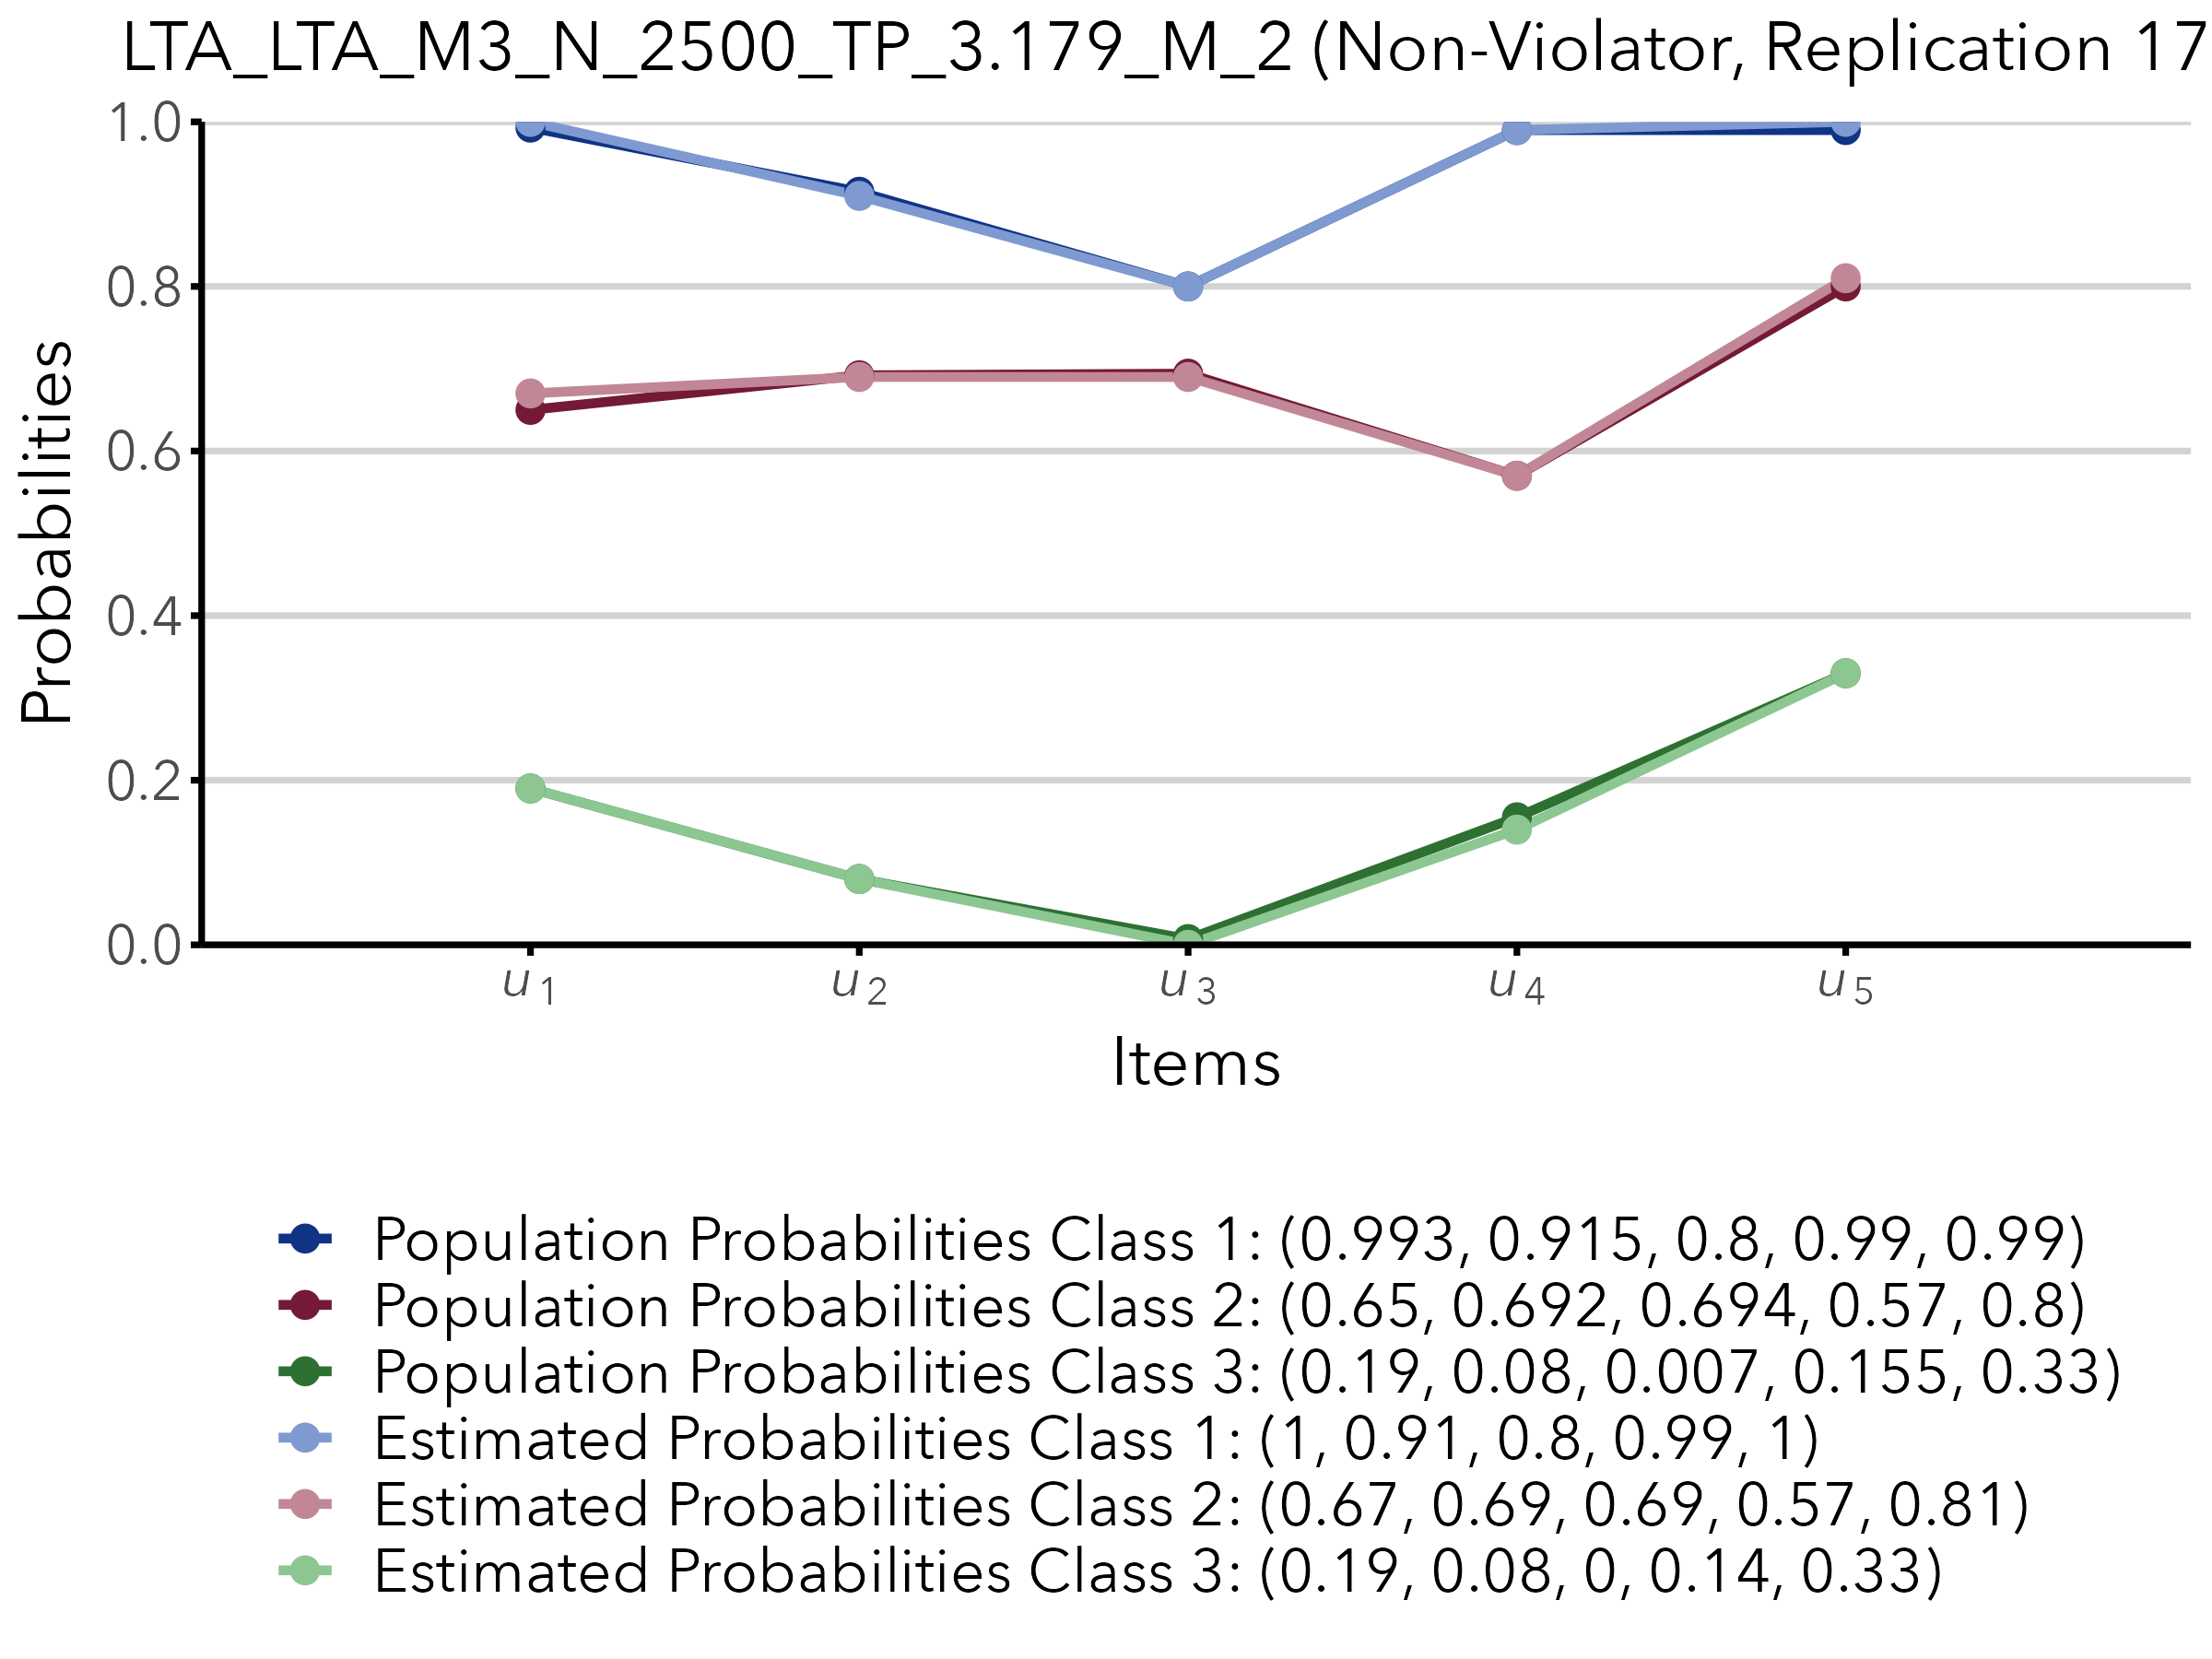 LTA_LTA_M3_N_2500_TP_3.179_M_2 (Non-Violator, Replication 17
Probabilities
1.0
0.8
0.6
0.4
0.2
0.0
u1 u2 u3 u4 u5
Items
Population Probabilities Class 1: (0.993, 0.915, 0.8, 0.99, 0.99)
Population Probabilities Class 2: (0.65, 0.692, 0.694, 0.57, 0.8)
Population Probabilities Class 3: (0.19, 0.08, 0.007, 0.155, 0.33)
Estimated Probabilities Class 1: (1, 0.91, 0.8, 0.99, 1)
Estimated Probabilities Class 2: (0.67, 0.69, 0.69, 0.57, 0.81)
Estimated Probabilities Class 3: (0.19, 0.08, 0, 0.14, 0.33)